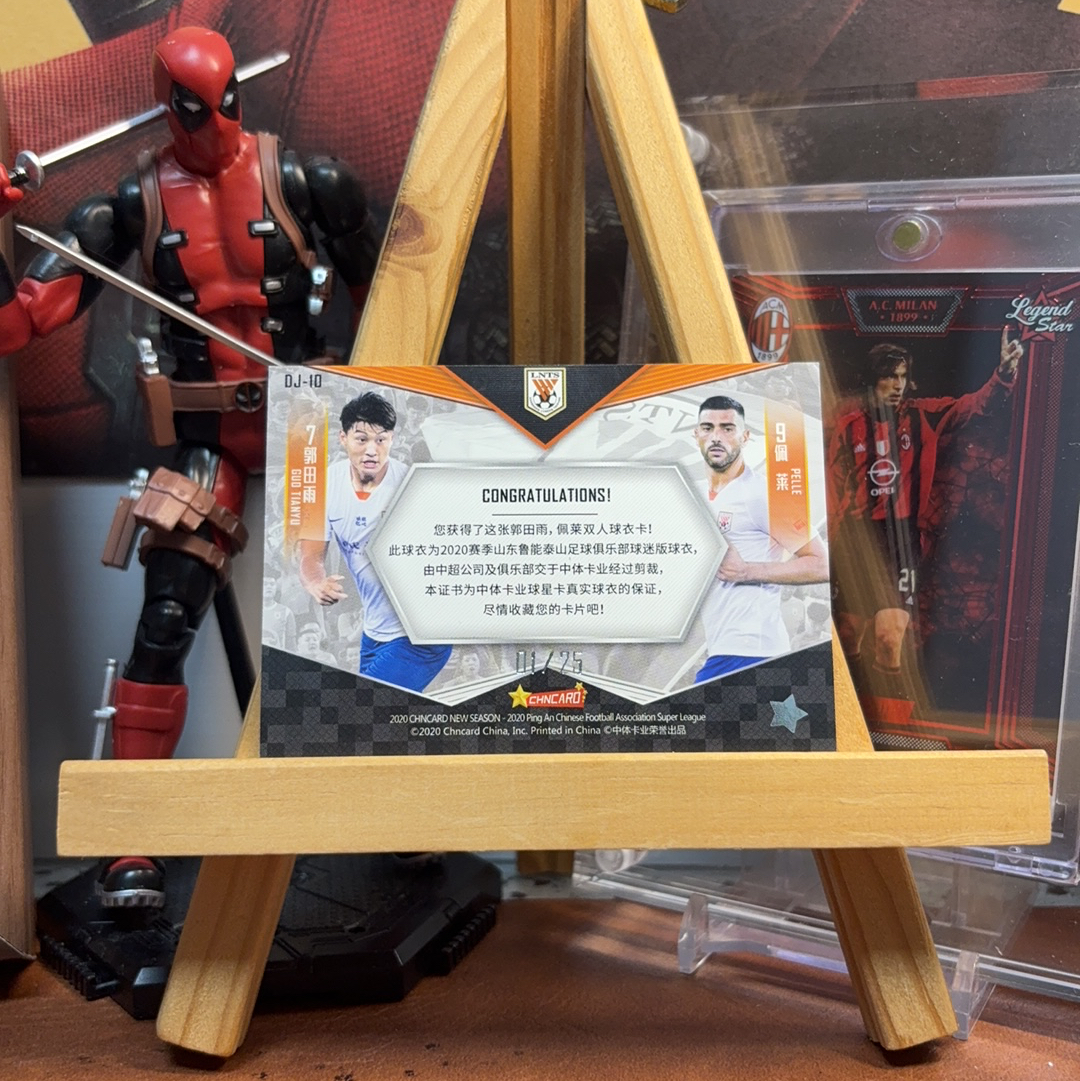 A.C. MILAN
1899
Legend
Star
ACM
1899
OPEL
21
DJ-10
LNTS
7 郭田雨
GUO TIANYU
9 佩莱
PELLE
CONGRATULATIONS!
您获得了这张郭田雨，佩莱双人球衣卡！
此球衣为2020赛季山东鲁能泰山足球俱乐部球迷版球衣，
由中超公司及俱乐部交于中体卡业经过剪裁，
本证书为中体卡业球星卡真实球衣的保证，
尽情收藏您的卡片吧！
01/25
CHNCARD
2020 CHNCARD NEW SEASON - 2020 Ping An Chinese Football Association Super League
©2020 Chncard China, Inc. Printed in China ©中体卡业荣誉出品